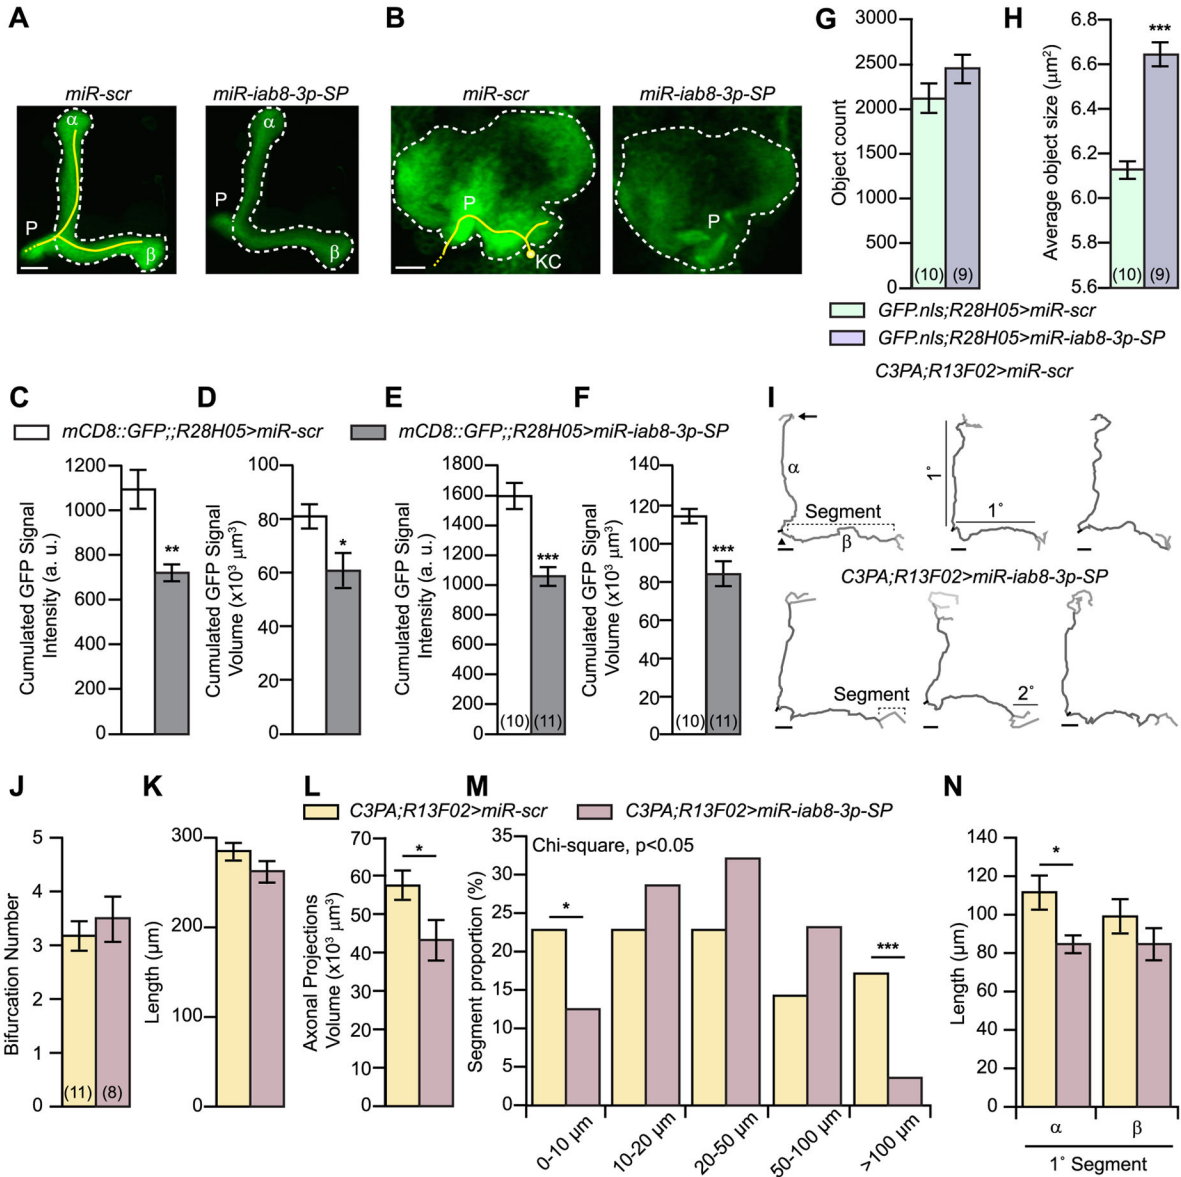 A
B
G
H
miR-scr
miR-iab8-3p-SP
miR-scr
miR-iab8-3p-SP
α
P
β
α
P
β
P
KC
P
Object count
3000
2500
2000
1500
1000
500
0
(10)
(9)
Average object size (μm²)
6.8
6.6
6.4
6.2
6.0
5.8
5.6
***
(10)
(9)
GFP.nls;R28H05>miR-scr
GFP.nls;R28H05>miR-iab8-3p-SP
C
D
E
F
I
mCD8::GFP;;R28H05>miR-scr
mCD8::GFP;;R28H05>miR-iab8-3p-SP
Cumulated GFP Signal
Intensity (a. u.)
1200
1000
800
600
400
200
0
**
Cumulated GFP Signal
Volume (x10³ μm³)
100
80
60
40
20
0
*
Cumulated GFP Signal
Intensity (a. u.)
1800
1600
1400
1200
1000
800
600
400
200
0
***
(10)
(11)
Cumulated GFP Signal
Volume (x10³ μm³)
140
120
100
80
60
40
20
0
***
(10)
(11)
C3PA;R13F02>miR-scr
α
Segment
β
1°
1°
C3PA;R13F02>miR-iab8-3p-SP
Segment
2°
J
K
L
M
N
C3PA;R13F02>miR-scr
C3PA;R13F02>miR-iab8-3p-SP
Bifurcation Number
5
4
3
2
1
0
(11)
(8)
Length (μm)
300
200
100
0
Axonal Projections
Volume (x10³ μm³)
70
60
50
40
30
20
10
0
*
Segment proportion (%)
35
30
25
20
15
10
5
0
Chi-square, p<0.05
*
***
0-10 μm
10-20 μm
20-50 μm
50-100 μm
>100 μm
Length (μm)
140
120
100
80
60
40
20
0
*
α
β
1° Segment